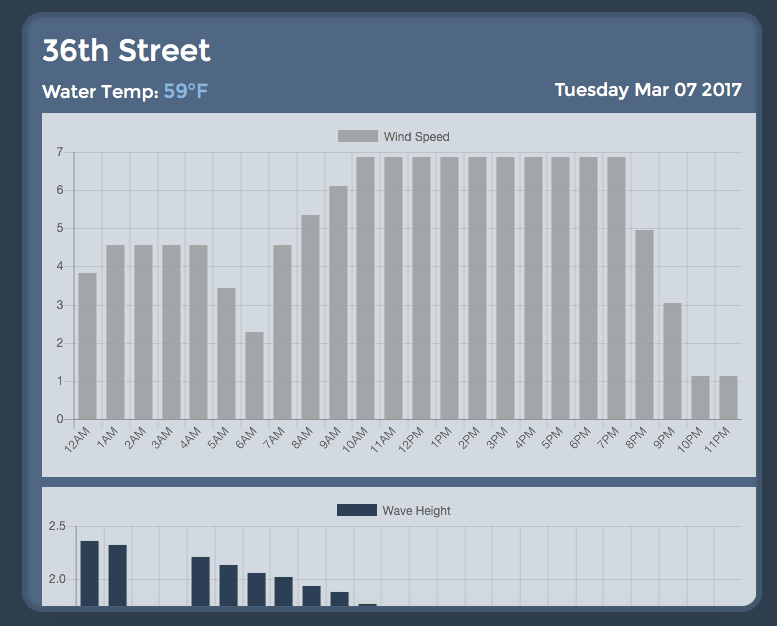 36th Street
Water Temp: 59°F
Tuesday Mar 07 2017
Wind Speed
7
6
5
4
3
2
1
0
12AM 1AM 2AM 3AM 4AM 5AM 6AM 7AM 8AM 9AM 10AM 11AM 12PM 1PM 2PM 3PM 4PM 5PM 6PM 7PM 8PM 9PM 10PM 11PM
Wave Height
2.5
2.0